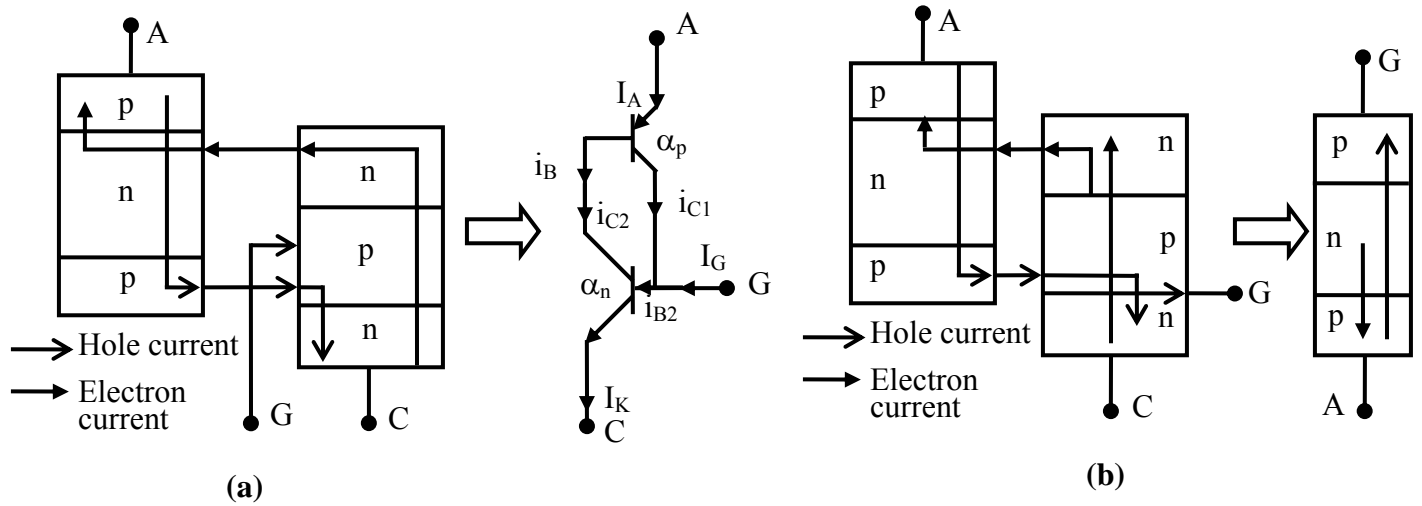 A
p
n
p
n
p
n
G
C
Hole current
Electron
current
A
I_A
α_p
i_B
i_C2
i_C1
I_G
G
α_n
i_B2
I_K
C
(a)
A
p
n
p
n
p
n
G
C
Hole current
Electron
current
G
p
n
p
A
(b)